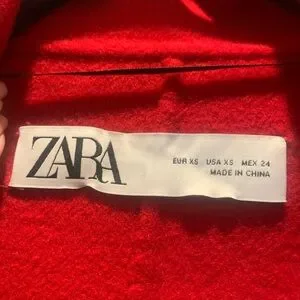 ZARA
EUR XS USA XS MEX 24
MADE IN CHINA